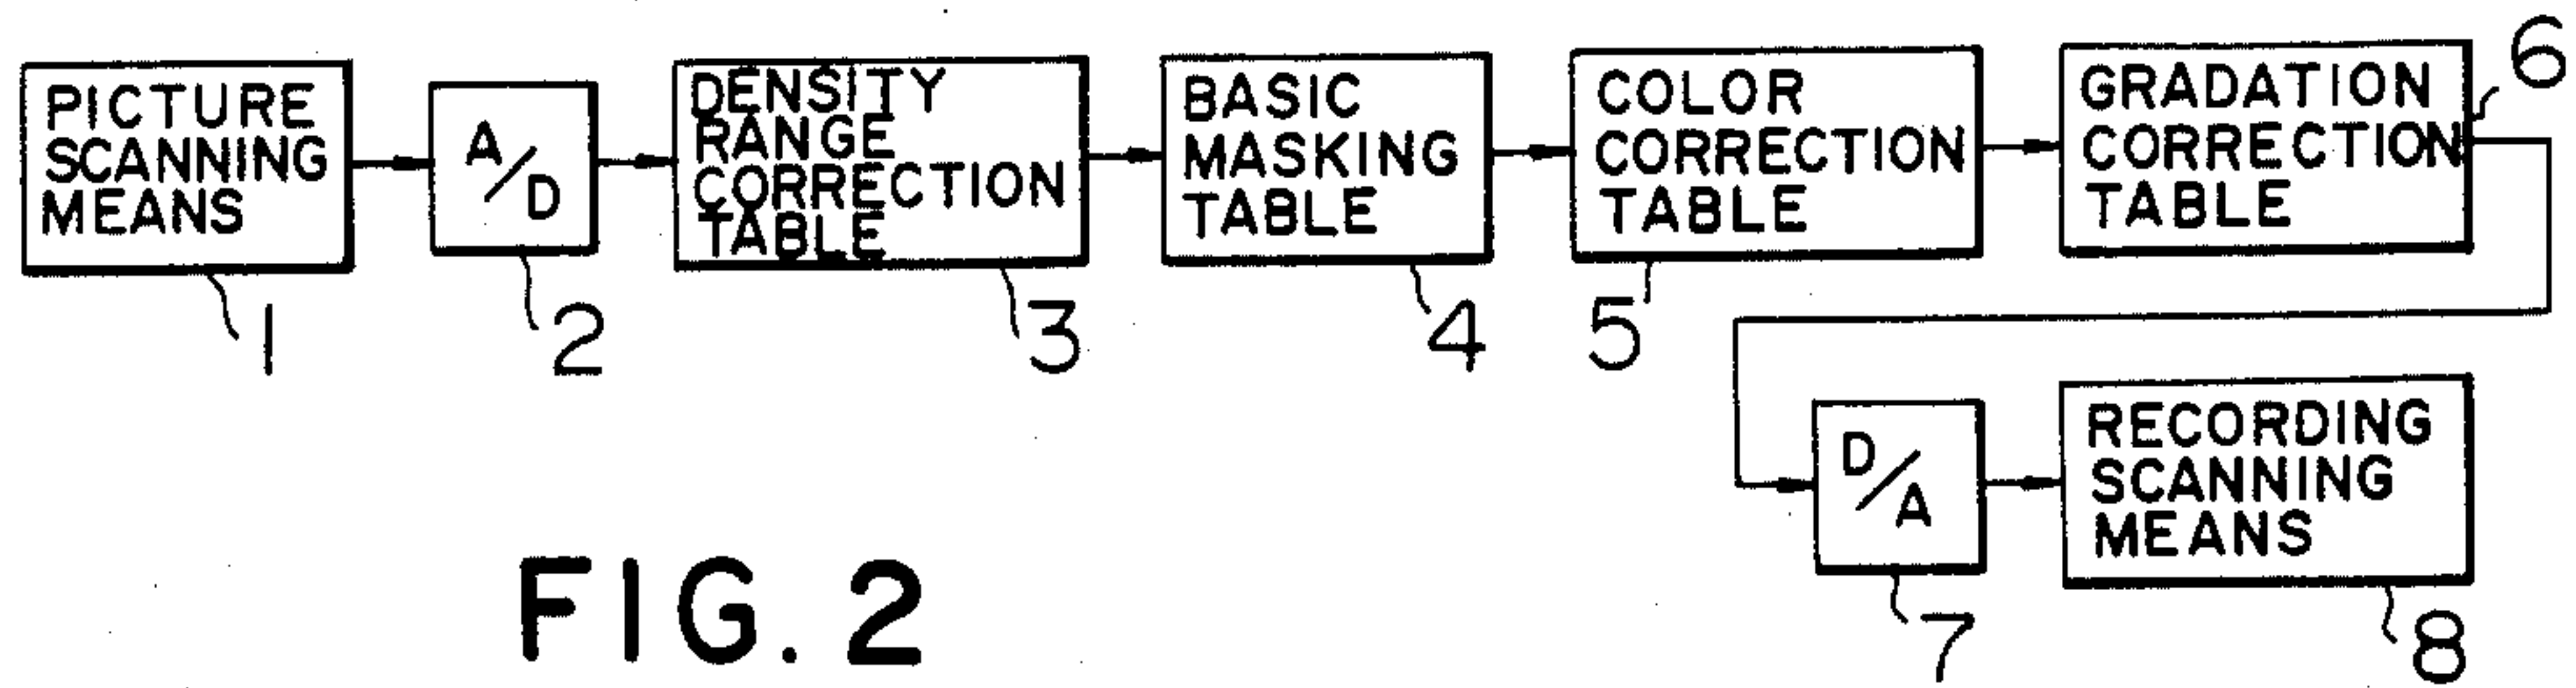 PICTURE
SCANNING
MEANS
1
A/D
2
DENSITY
RANGE
CORRECTION
TABLE
3
BASIC
MASKING
TABLE
4
COLOR
CORRECTION
TABLE
5
GRADATION
CORRECTION
TABLE
6
D/A
7
RECORDING
SCANNING
MEANS
8
FIG. 2